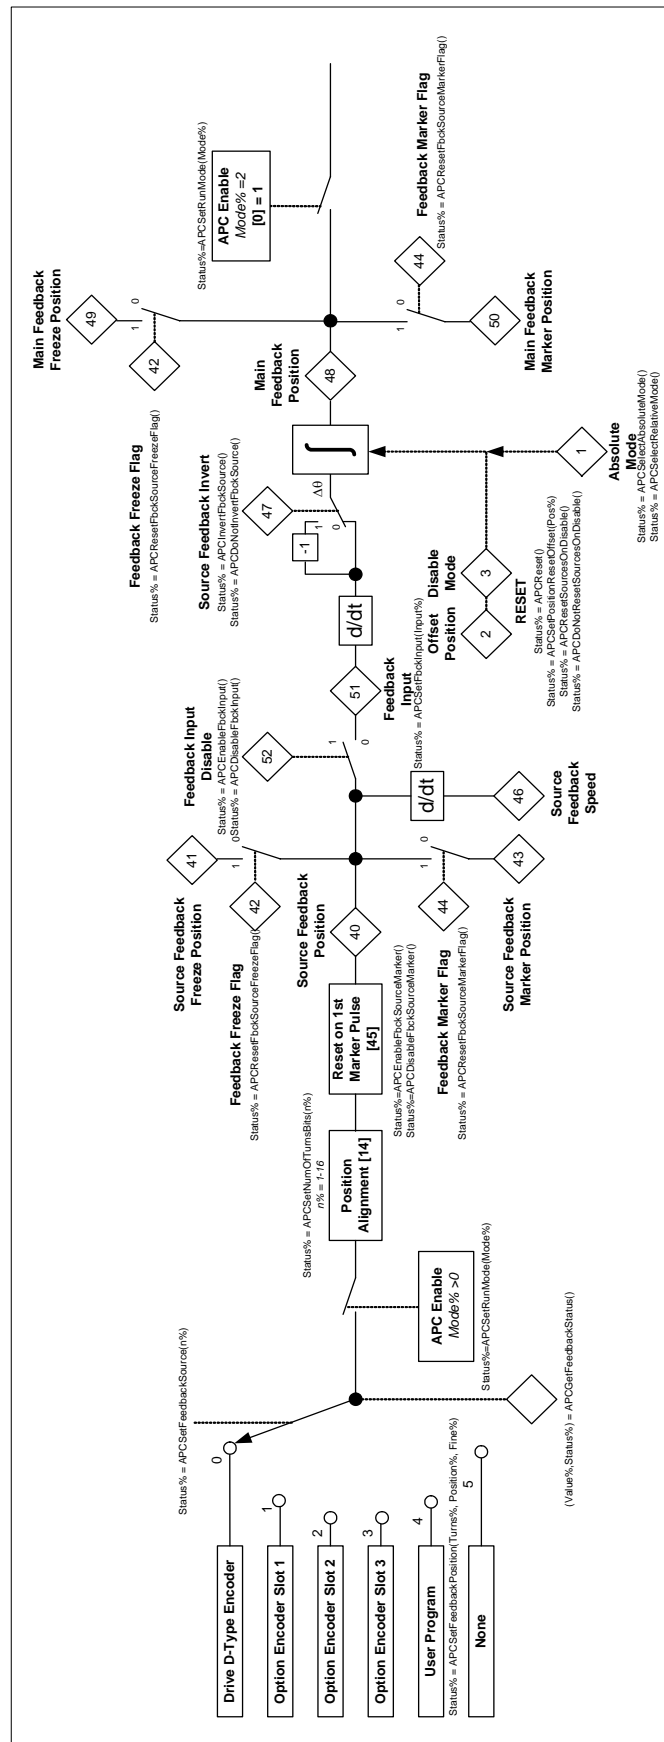 Drive D-Type Encoder
0
Status% = APCSetFeedbackSource(n%)
Option Encoder Slot 1
1
Option Encoder Slot 2
2
Option Encoder Slot 3
3
User Program
4
Status% = APCSetFeedbackPosition(Turns%, Position%, Fine%)
None
5
(Value%,Status%) = APCGetFeedbackStatus()
APC Enable
Mode% >0
Status%=APCSetRunMode(Mode%)
Status% = APCSetNumOfTurnsBits(n%)
n% = 1-16
Position
Alignment [14]
Reset on 1st
Marker Pulse
[45]
Status%=APCEnableFbckSourceMarker()
Status%=APCDisableFbckSourceMarker()
Source Feedback
Position
40
Source Feedback
Freeze Position
41
1
0
42
Feedback Freeze Flag
Status% = APCResetFbckSourceFreezeFlag()
1
0
44
Feedback Marker Flag
Status% = APCResetFbckSourceMarkerFlag()
43
Source Feedback
Marker Position
d/dt
46
Source
Feedback
Speed
Feedback Input
Disable
Status% = APCEnableFbckInput()
Status% = APCDisableFbckInput()
52
1
0
51
Feedback
Input
Status% = APCSetFbckInput(Input%)
d/dt
-1
1
0
47
Δθ
Source Feedback Invert
Status% = APCInvertFbckSource()
Status% = APCDoNotInvertFbckSource()
∫
Offset
Position
2
Disable
Mode
3
RESET
Status% = APCReset()
Status% = APCSetPositionResetOffset(Pos%)
Status% = APCResetSourcesOnDisable()
Status% = APCDoNotResetSourcesOnDisable()
1
Absolute
Mode
Status% = APCSelectAbsoluteMode()
Status% = APCSelectRelativeMode()
Main
Feedback
Position
48
Main Feedback
Freeze Position
49
1
0
42
Feedback Freeze Flag
Status% = APCResetFbckSourceFreezeFlag()
1
0
44
Feedback Marker Flag
Status% = APCResetFbckSourceMarkerFlag()
50
Main Feedback
Marker Position
APC Enable
Mode% =2
[0] = 1
Status%=APCSetRunMode(Mode%)